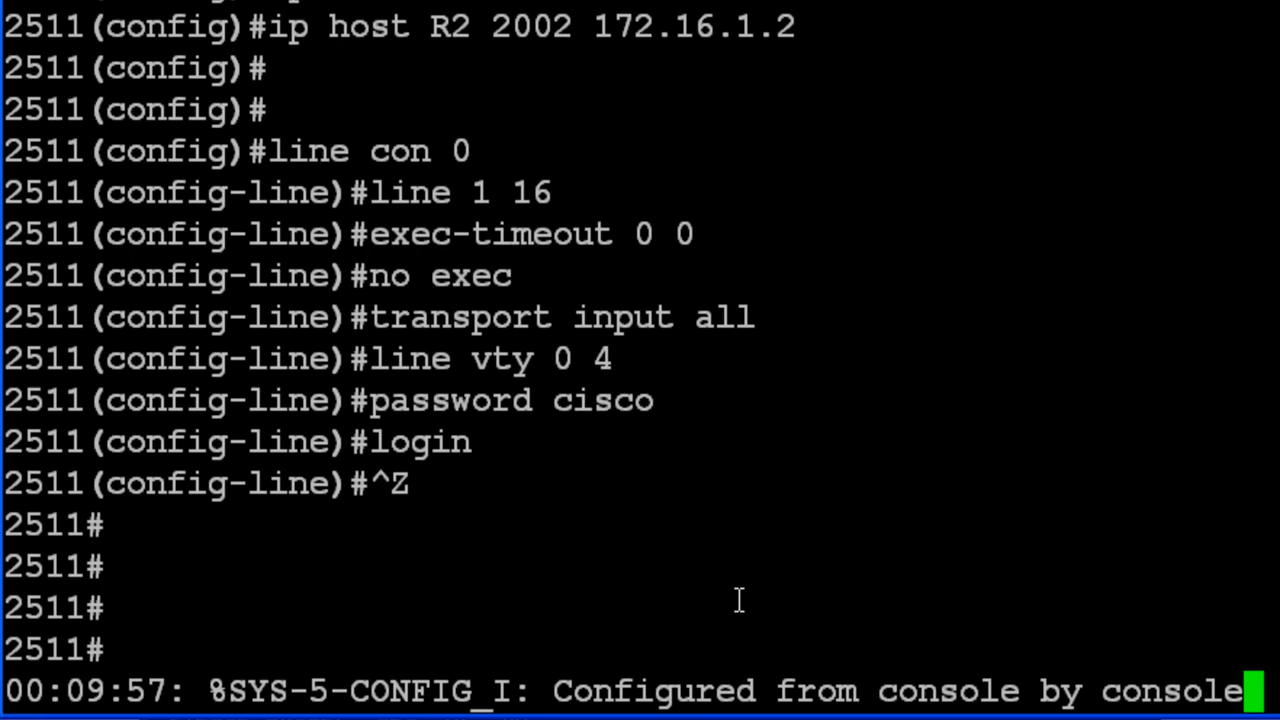 2511(config)#ip host R2 2002 172.16.1.2
2511(config)#
2511(config)#
2511(config)#line con 0
2511(config-line)#line 1 16
2511(config-line)#exec-timeout 0 0
2511(config-line)#no exec
2511(config-line)#transport input all
2511(config-line)#line vty 0 4
2511(config-line)#password cisco
2511(config-line)#login
2511(config-line)#^Z
2511#
2511#
2511#
2511#
00:09:57: %SYS-5-CONFIG_I: Configured from console by console